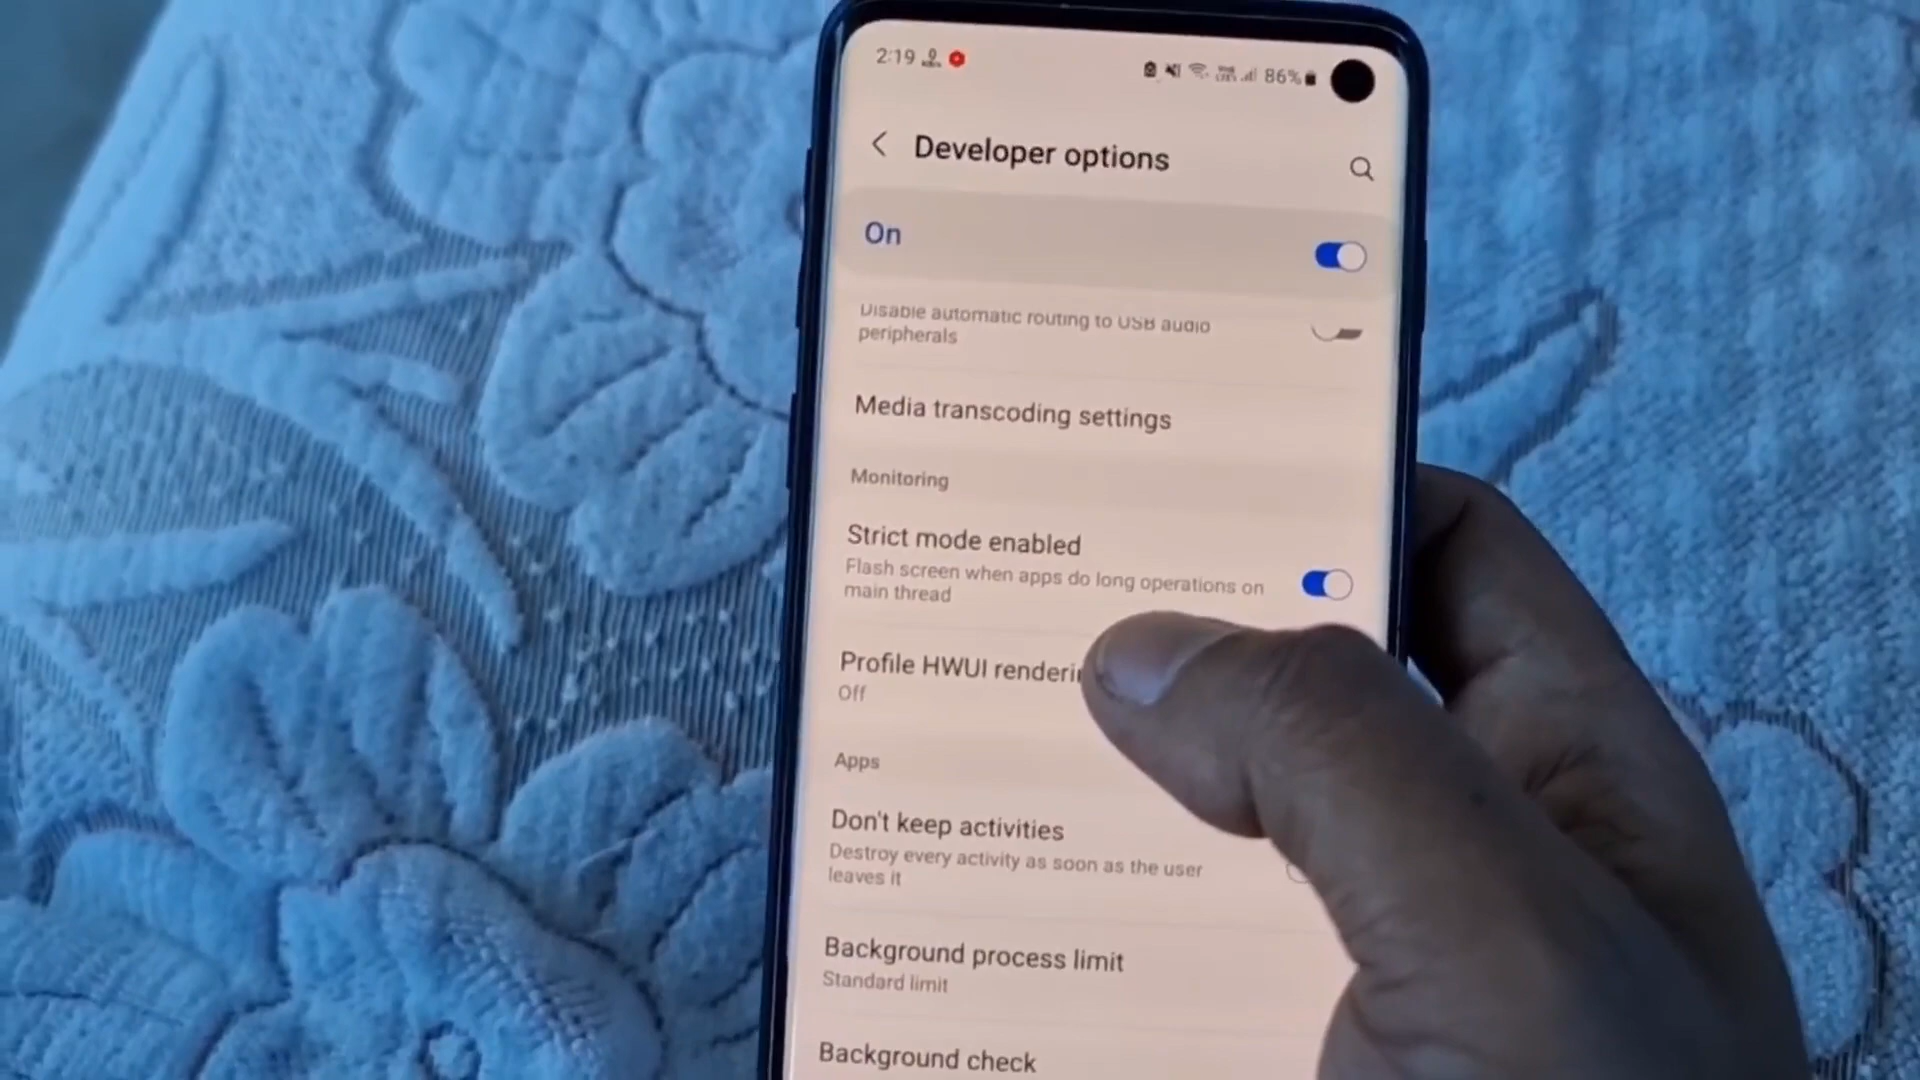 2:19
86%
Developer options
On
Disable automatic routing to USB audio
peripherals
Media transcoding settings
Monitoring
Strict mode enabled
Flash screen when apps do long operations on
main thread
Profile HWUI renderin
Off
Apps
Don't keep activities
Destroy every activity as soon as the user
leaves it
Background process limit
Standard limit
Background check